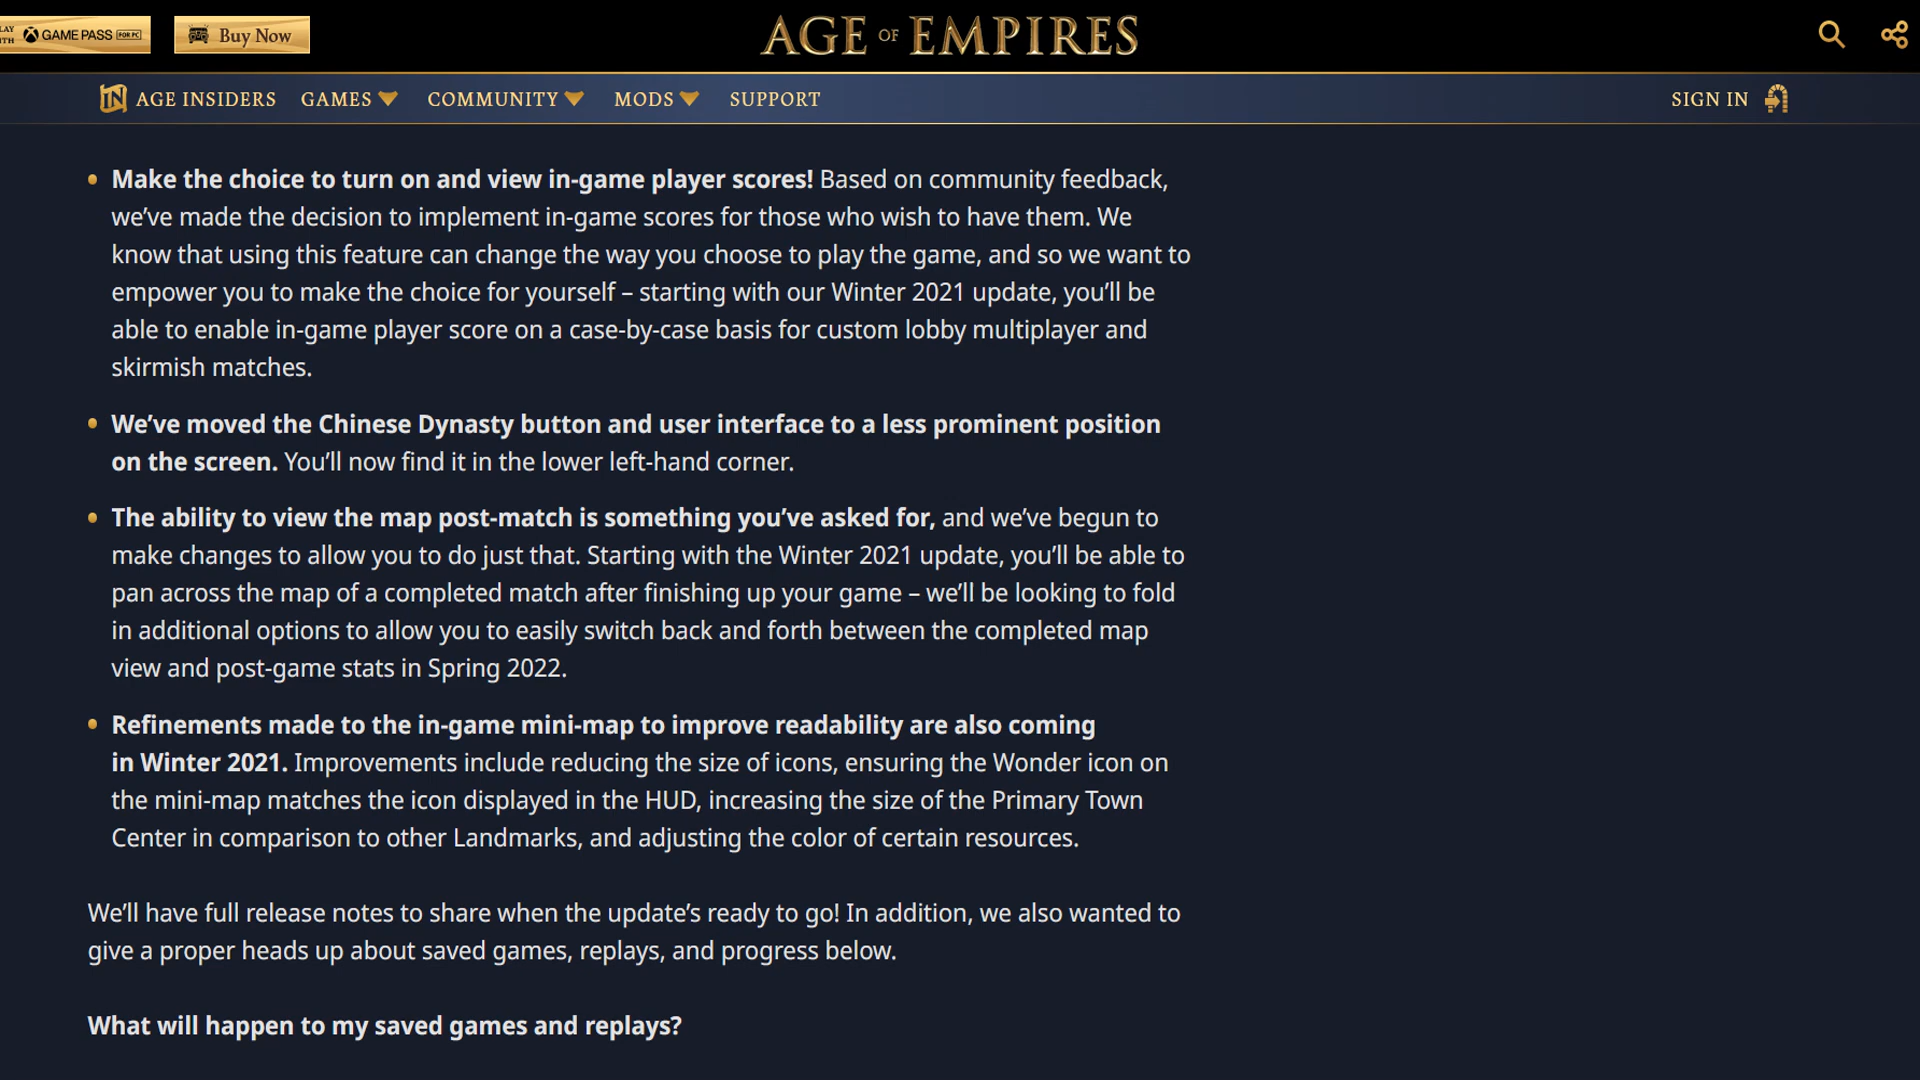 LAY
ITH
GAME PASS FOR PC
Buy Now
AGE OF EMPIRES
AGE INSIDERS
GAMES
COMMUNITY
MODS
SUPPORT
SIGN IN
Make the choice to turn on and view in-game player scores! Based on community feedback,
we’ve made the decision to implement in-game scores for those who wish to have them. We
know that using this feature can change the way you choose to play the game, and so we want to
empower you to make the choice for yourself – starting with our Winter 2021 update, you’ll be
able to enable in-game player score on a case-by-case basis for custom lobby multiplayer and
skirmish matches.
We’ve moved the Chinese Dynasty button and user interface to a less prominent position
on the screen. You’ll now find it in the lower left-hand corner.
The ability to view the map post-match is something you’ve asked for, and we’ve begun to
make changes to allow you to do just that. Starting with the Winter 2021 update, you’ll be able to
pan across the map of a completed match after finishing up your game – we’ll be looking to fold
in additional options to allow you to easily switch back and forth between the completed map
view and post-game stats in Spring 2022.
Refinements made to the in-game mini-map to improve readability are also coming
in Winter 2021. Improvements include reducing the size of icons, ensuring the Wonder icon on
the mini-map matches the icon displayed in the HUD, increasing the size of the Primary Town
Center in comparison to other Landmarks, and adjusting the color of certain resources.
We’ll have full release notes to share when the update’s ready to go! In addition, we also wanted to
give a proper heads up about saved games, replays, and progress below.
What will happen to my saved games and replays?